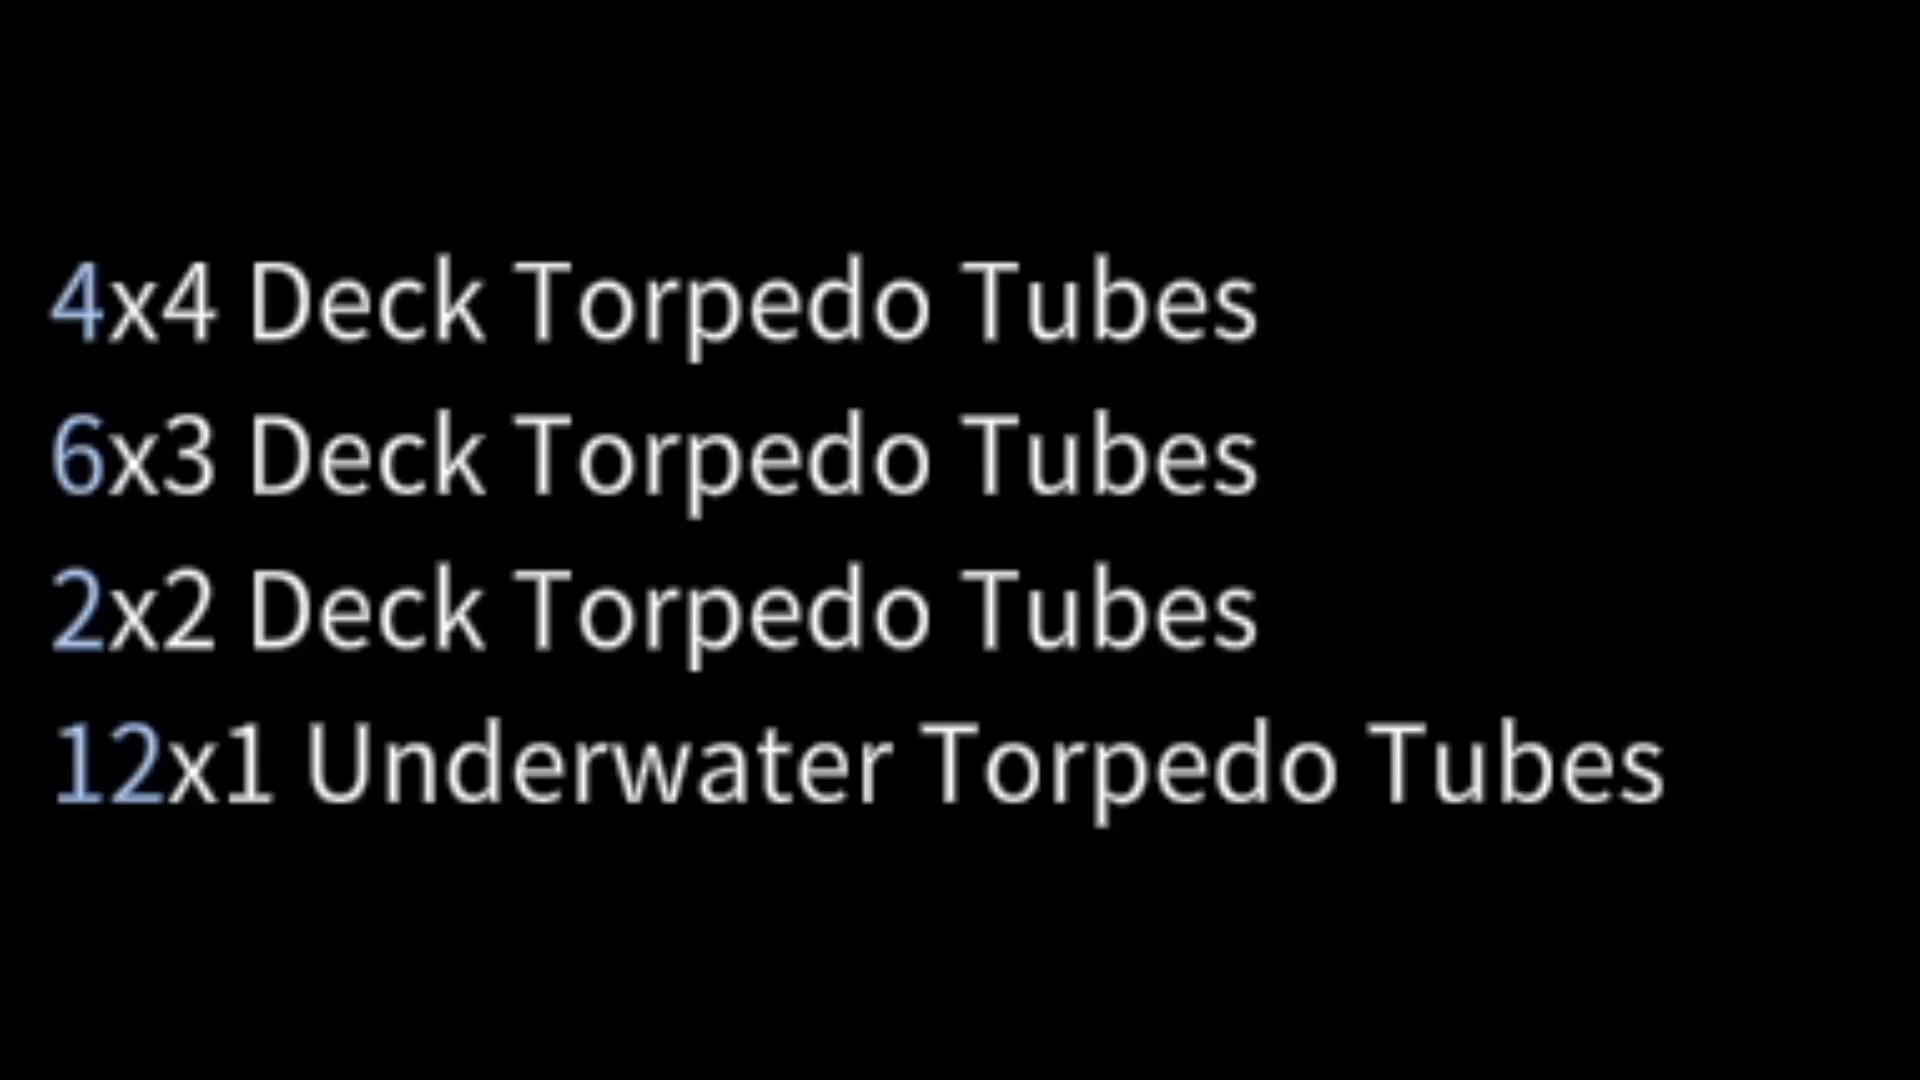 4x4 Deck Torpedo Tubes
6x3 Deck Torpedo Tubes
2x2 Deck Torpedo Tubes
12x1 Underwater Torpedo Tubes